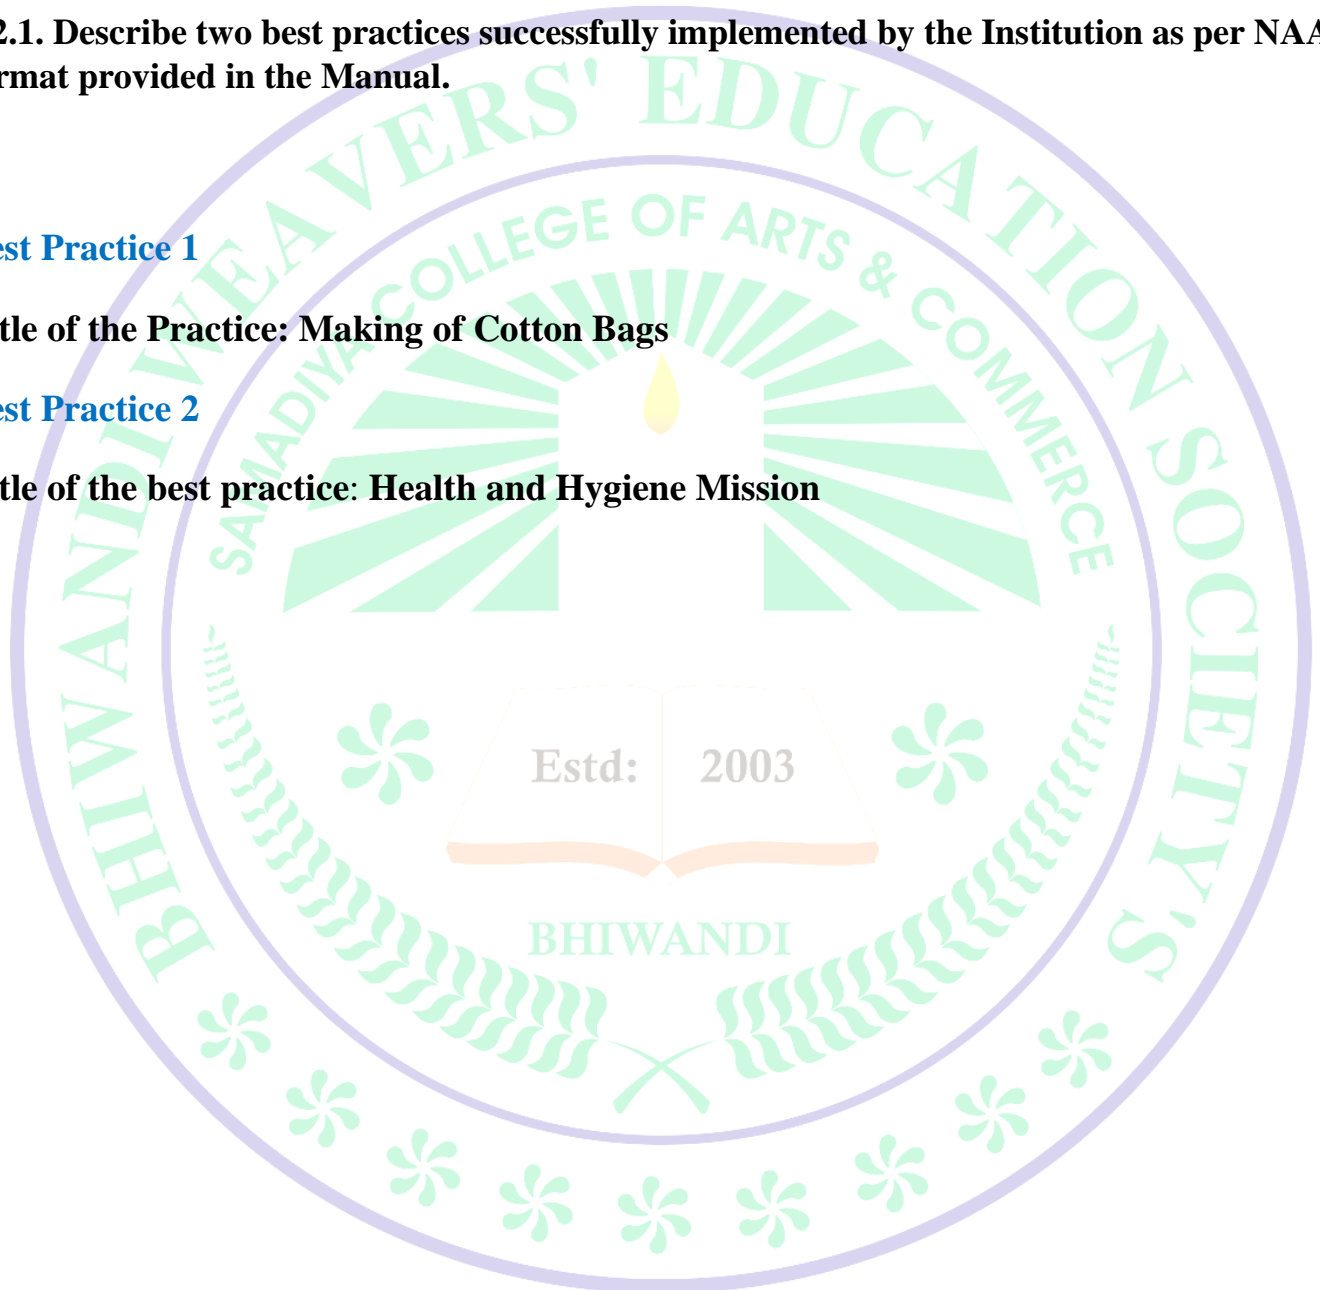 2.1. Describe two best practices successfully implemented by the Institution as per NAA
rmat provided in the Manual.
est Practice 1
tle of the Practice: Making of Cotton Bags
est Practice 2
tle of the best practice: Health and Hygiene Mission
BHIWANDI WEAVERS' EDUCATION SOCIETY'S
SAMADIYA COLLEGE OF ARTS & COMMERCE
Estd: 2003
BHIWANDI